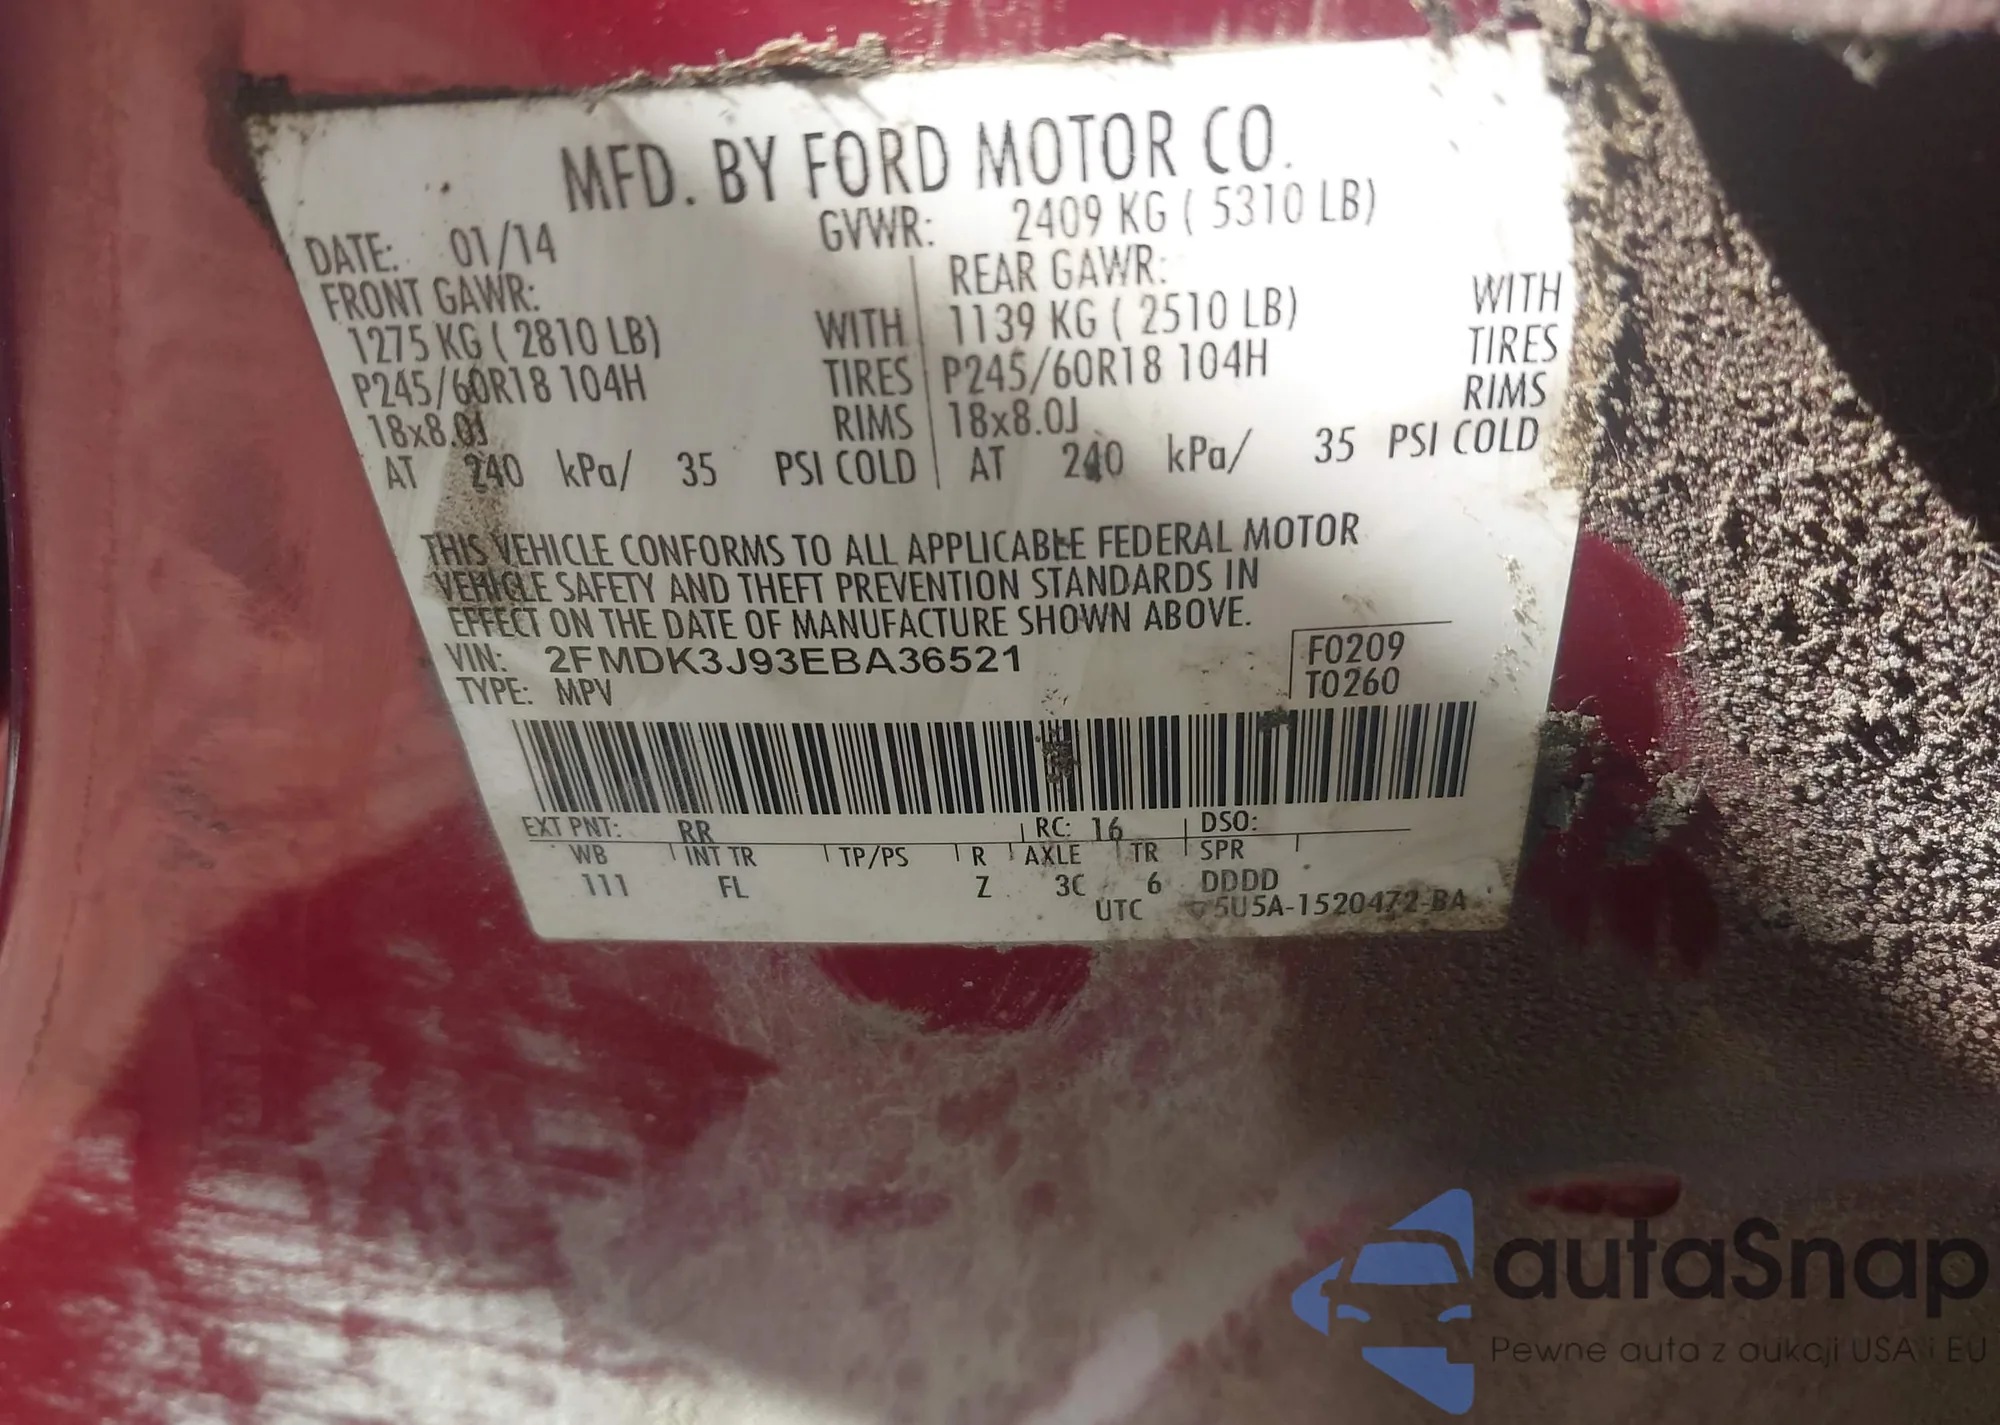 MFD. BY FORD MOTOR CO.
DATE: 01/14 GVWR: 2409 KG ( 5310 LB)
FRONT GAWR: REAR GAWR:
1275 KG ( 2810 LB) WITH 1139 KG ( 2510 LB) WITH
P245/60R18 104H TIRES P245/60R18 104H TIRES
18x8.0J RIMS 18x8.0J RIMS
AT 240 kPa/ 35 PSI COLD AT 240 kPa/ 35 PSI COLD
THIS VEHICLE CONFORMS TO ALL APPLICABLE FEDERAL MOTOR
VEHICLE SAFETY AND THEFT PREVENTION STANDARDS IN
EFFECT ON THE DATE OF MANUFACTURE SHOWN ABOVE.
VIN: 2FMDK3J93EBA36521 F0209
TYPE: MPV T0260
EXT PNT: RR RC: 16 DSO:
WB INT TR TP/PS R AXLE TR SPR
111 FL Z 3C 6 DDDD
UTC 5U5A-1520472-BA
autaSnap
Pewne auta z aukcji USA i EU